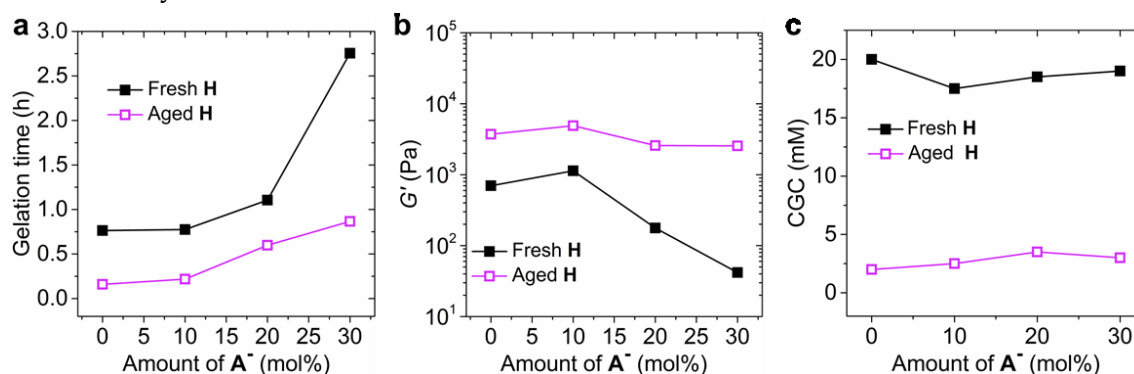 a
3.0
2.5
2.0
1.5
1.0
0.5
0.0
Gelation time (h)
Fresh H
Aged H
0 5 10 15 20 25 30
Amount of A⁻ (mol%)
b
10⁵
10⁴
10³
10²
10¹
G′ (Pa)
Fresh H
Aged H
0 5 10 15 20 25 30
Amount of A⁻ (mol%)
c
20
15
10
5
0
CGC (mM)
Fresh H
Aged H
0 5 10 15 20 25 30
Amount of A⁻ (mol%)